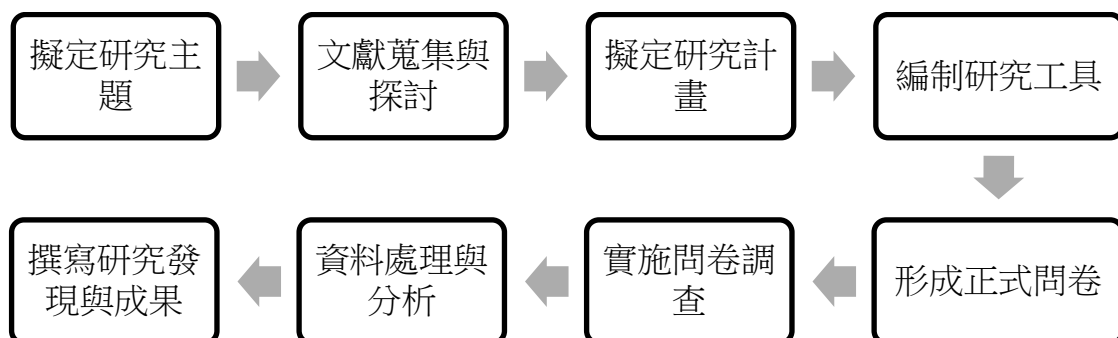 擬定研究主
題
文獻蒐集與
探討
擬定研究計
畫
編制研究工具
形成正式問卷
實施問卷調
查
資料處理與
分析
撰寫研究發
現與成果